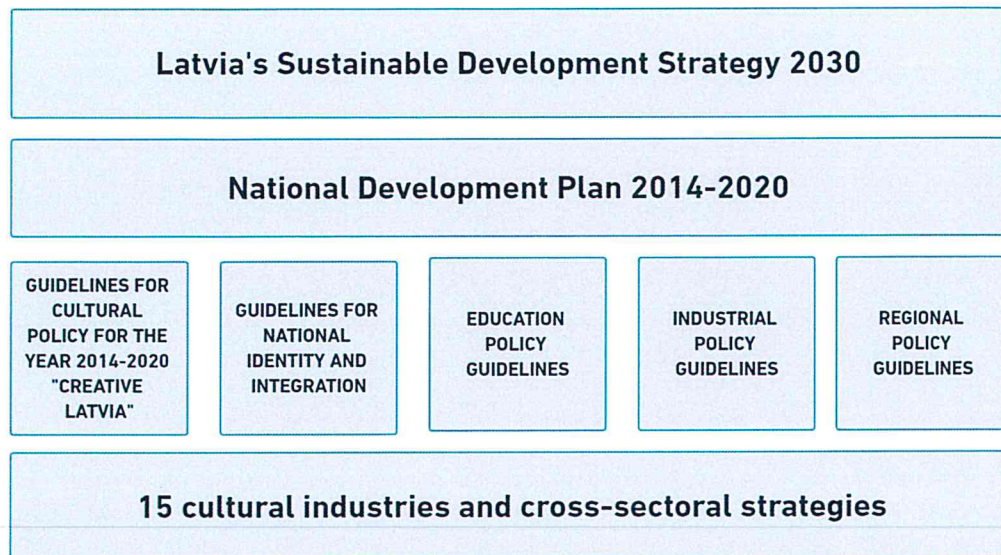 Latvia's Sustainable Development Strategy 2030
National Development Plan 2014-2020
GUIDELINES FOR
CULTURAL
POLICY FOR THE
YEAR 2014-2020
"CREATIVE
LATVIA"
GUIDELINES FOR
NATIONAL
IDENTITY AND
INTEGRATION
EDUCATION
POLICY
GUIDELINES
INDUSTRIAL
POLICY
GUIDELINES
REGIONAL
POLICY
GUIDELINES
15 cultural industries and cross-sectoral strategies